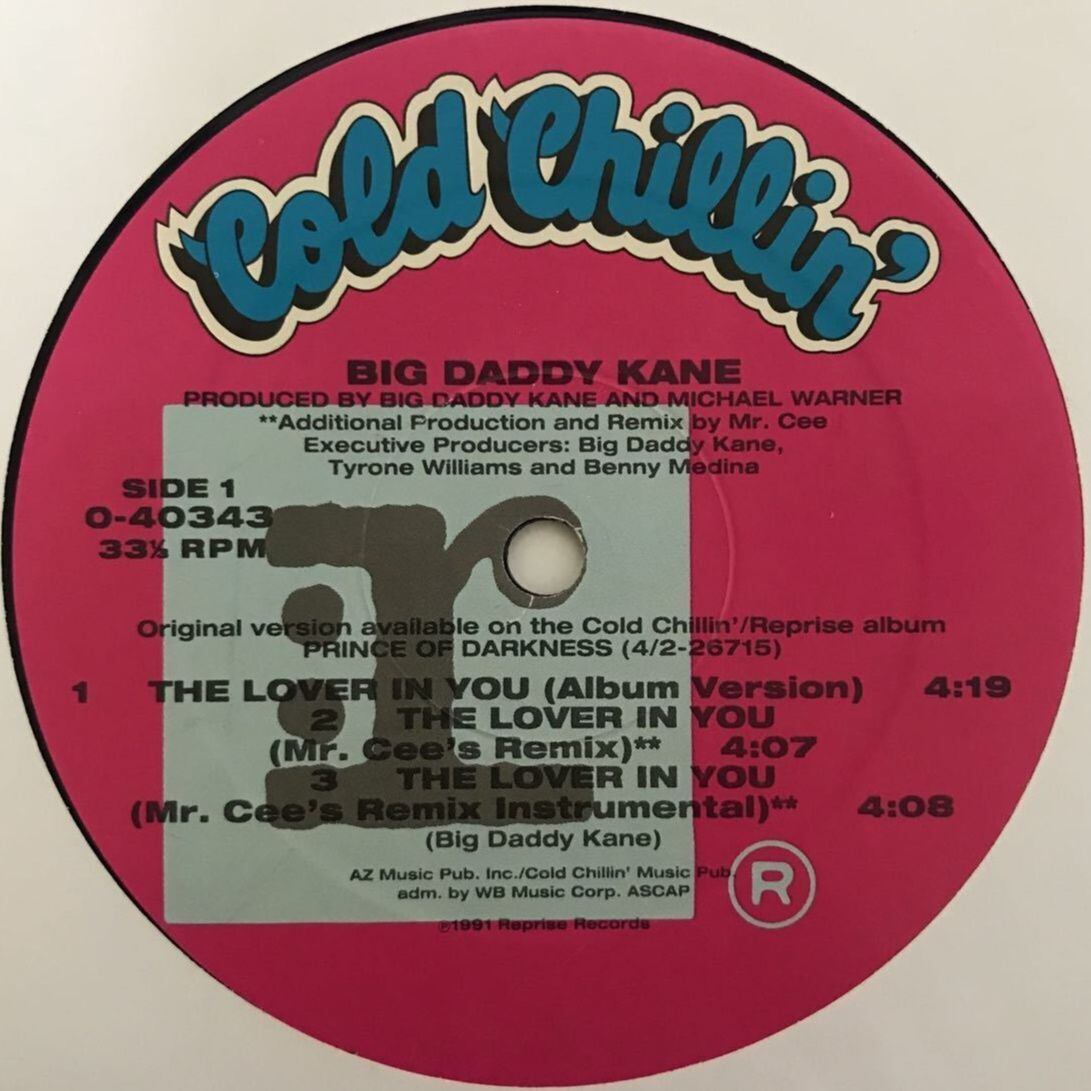 Cold Chillin'
BIG DADDY KANE
PRODUCED BY BIG DADDY KANE AND MICHAEL WARNER
**Additional Production and Remix by Mr. Cee
Executive Producers: Big Daddy Kane,
Tyrone Williams and Benny Medina
SIDE 1
0-40343
33⅓ RPM
r
Original version available on the Cold Chillin'/Reprise album
PRINCE OF DARKNESS (4/2-26715)
1 THE LOVER IN YOU (Album Version) 4:19
2 THE LOVER IN YOU
(Mr. Cee's Remix)** 4:07
3 THE LOVER IN YOU
(Mr. Cee's Remix Instrumental)** 4:08
(Big Daddy Kane)
AZ Music Pub. Inc./Cold Chillin' Music Pub.
adm. by WB Music Corp. ASCAP
R
℗1991 Reprise Records